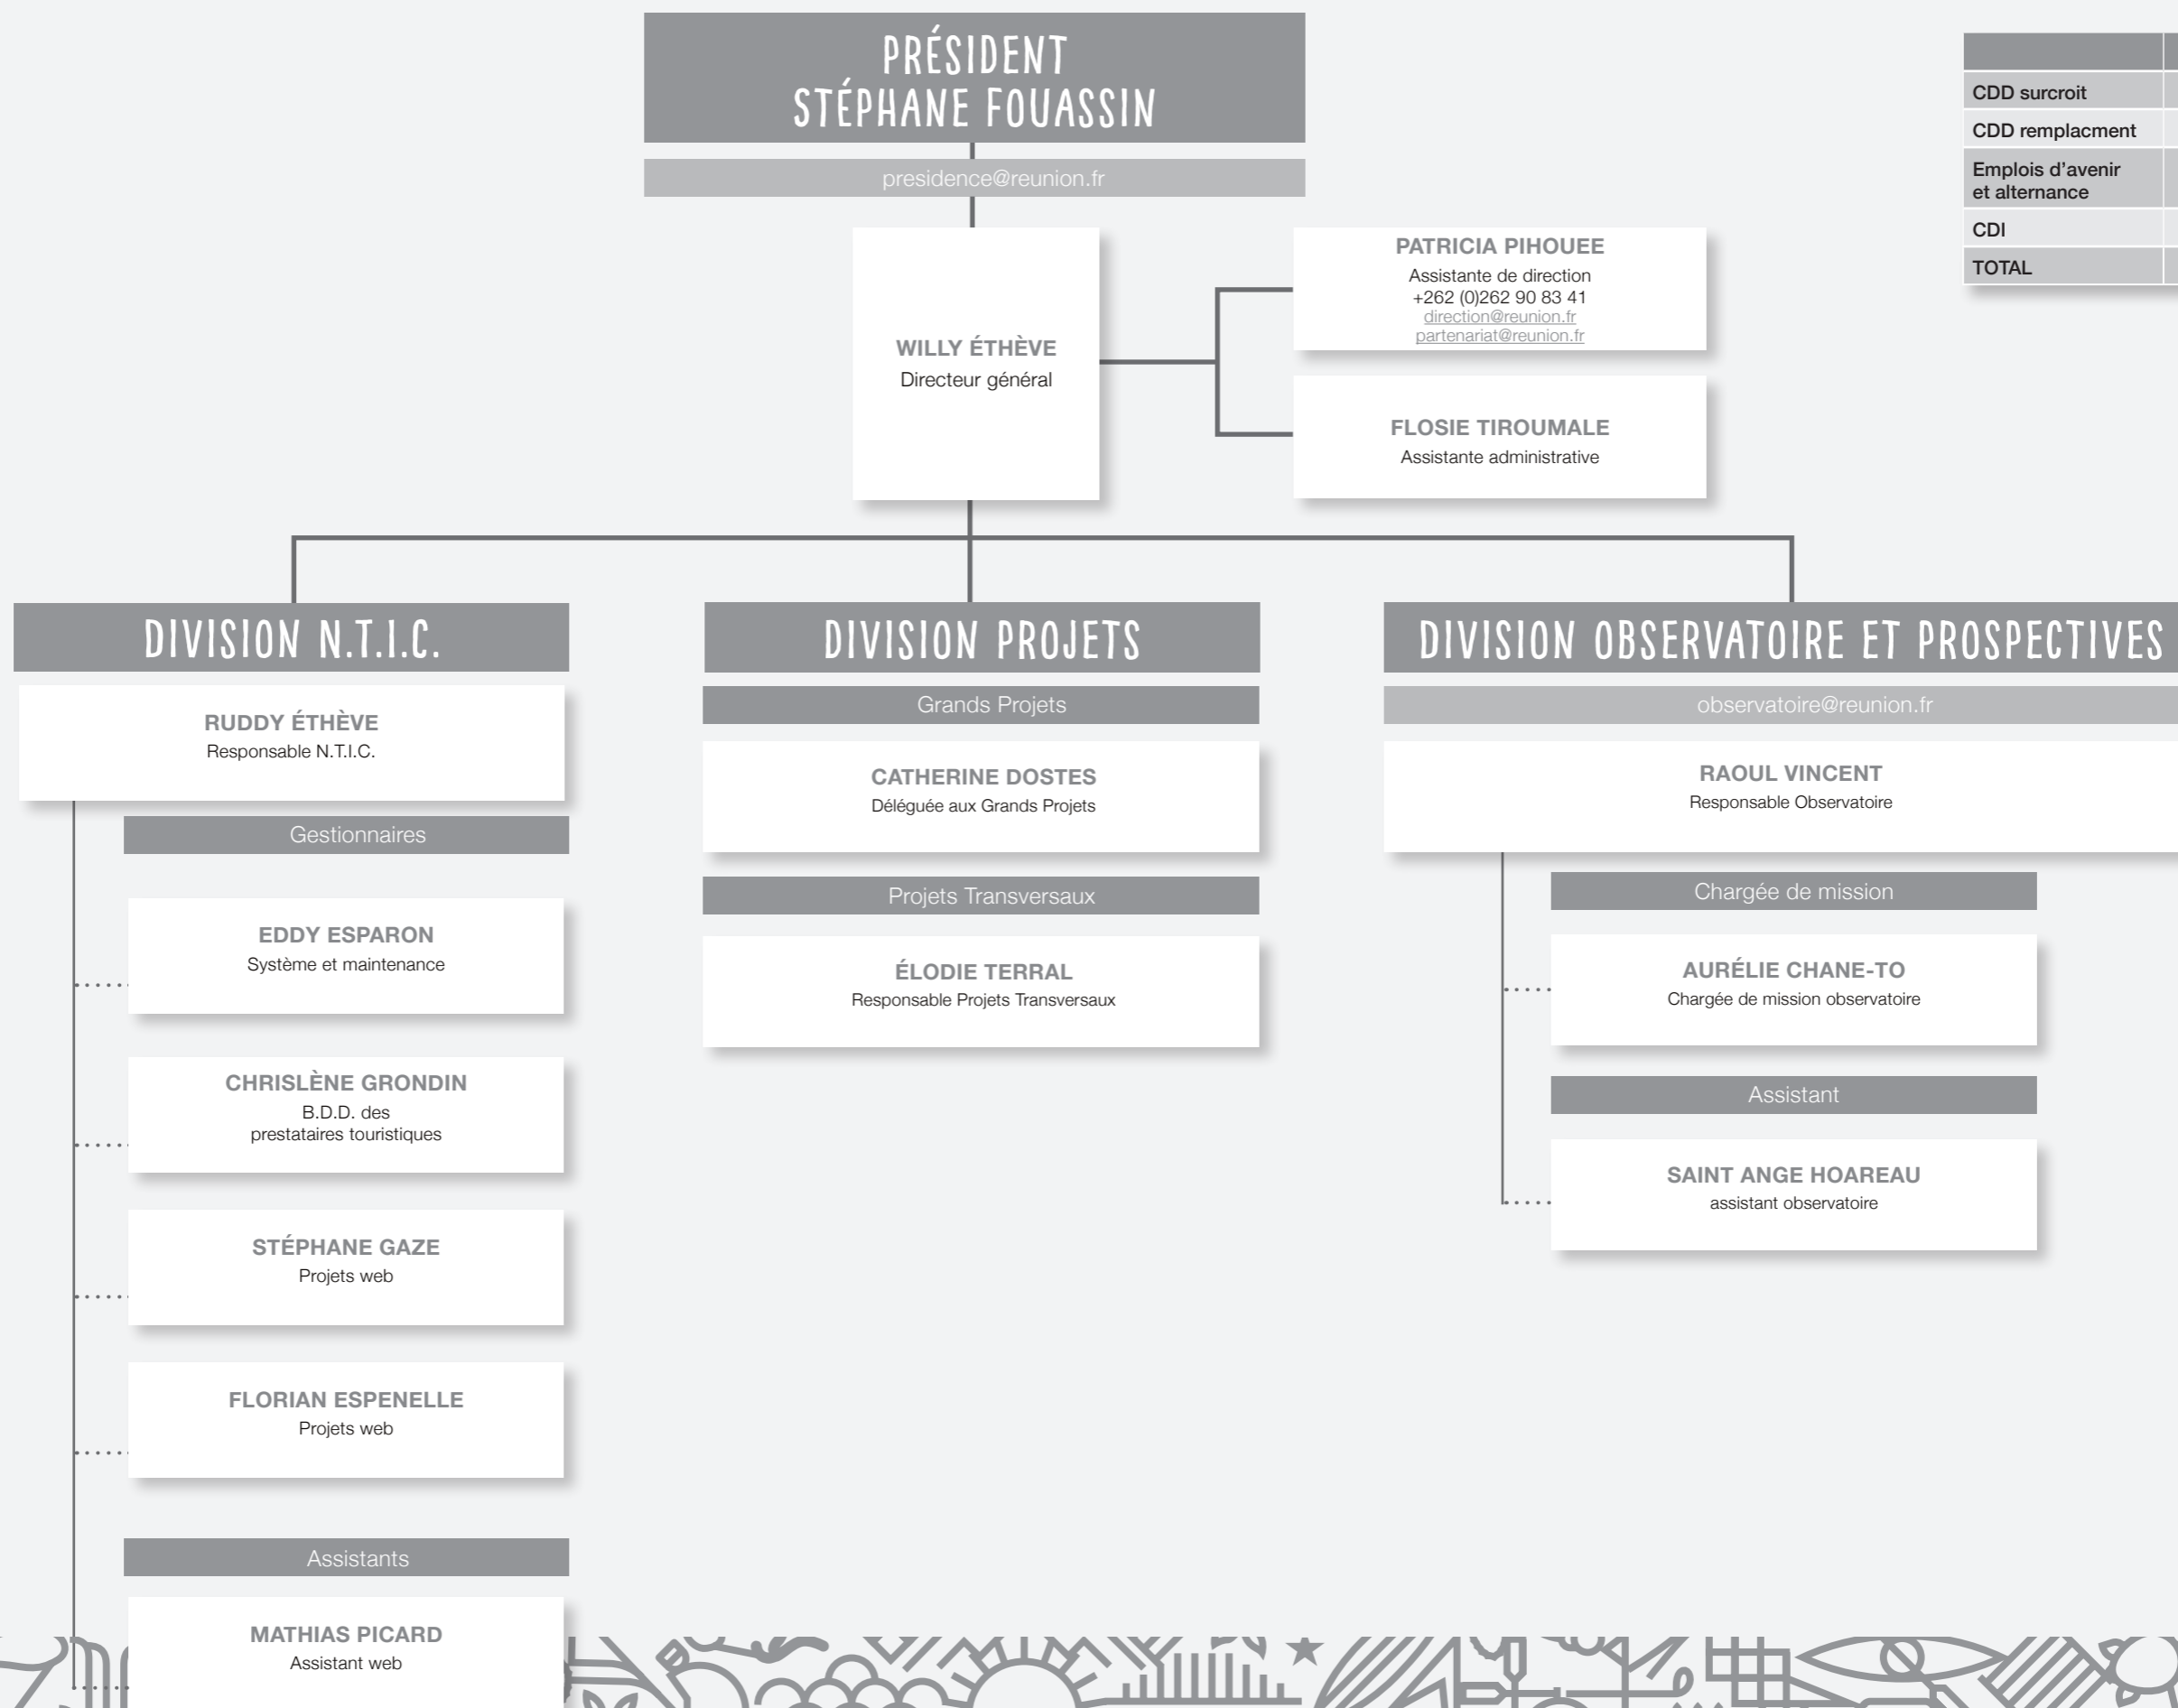 PRÉSIDENT
STÉPHANE FOUASSIN
presidence@reunion.fr
CDD surcroit
CDD remplacment
Emplois d'avenir
et alternance
CDI
TOTAL
WILLY ÉTHÈVE
Directeur général
PATRICIA PIHOUEE
Assistante de direction
+262 (0)262 90 83 41
direction@reunion.fr
partenariat@reunion.fr
FLOSIE TIROUMALE
Assistante administrative
DIVISION N.T.I.C.
RUDDY ÉTHÈVE
Responsable N.T.I.C.
Gestionnaires
EDDY ESPARON
Système et maintenance
CHRISLÈNE GRONDIN
B.D.D. des
prestataires touristiques
STÉPHANE GAZE
Projets web
FLORIAN ESPENELLE
Projets web
Assistants
MATHIAS PICARD
Assistant web
DIVISION PROJETS
Grands Projets
CATHERINE DOSTES
Déléguée aux Grands Projets
Projets Transversaux
ÉLODIE TERRAL
Responsable Projets Transversaux
DIVISION OBSERVATOIRE ET PROSPECTIVES
observatoire@reunion.fr
RAOUL VINCENT
Responsable Observatoire
Chargée de mission
AURÉLIE CHANE-TO
Chargée de mission observatoire
Assistant
SAINT ANGE HOAREAU
assistant observatoire